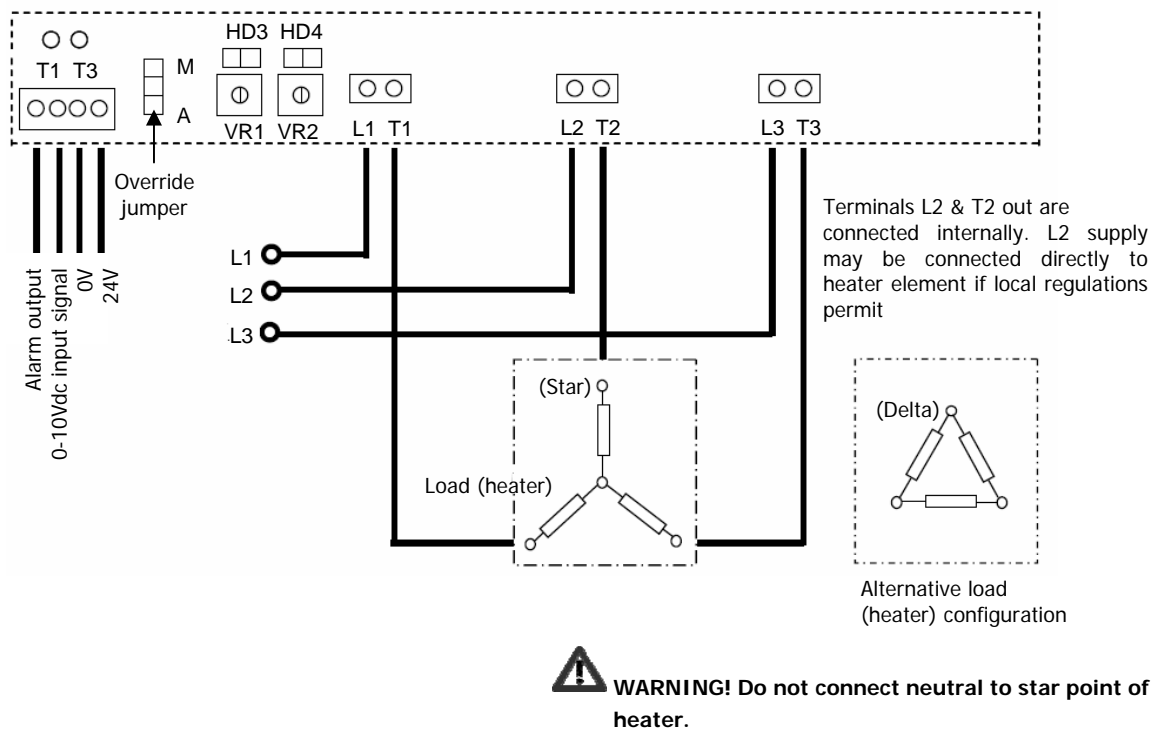 HD3 HD4
T1 T3
M
A
VR1 VR2
L1 T1
L2 T2
L3 T3
Override
jumper
Alarm output
0-10Vdc input signal
0V
24V
L1
L2
L3
Terminals L2 & T2 out are
connected internally. L2 supply
may be connected directly to
heater element if local regulations
permit
(Star)
Load (heater)
(Delta)
Alternative load
(heater) configuration
WARNING! Do not connect neutral to star point of
heater.